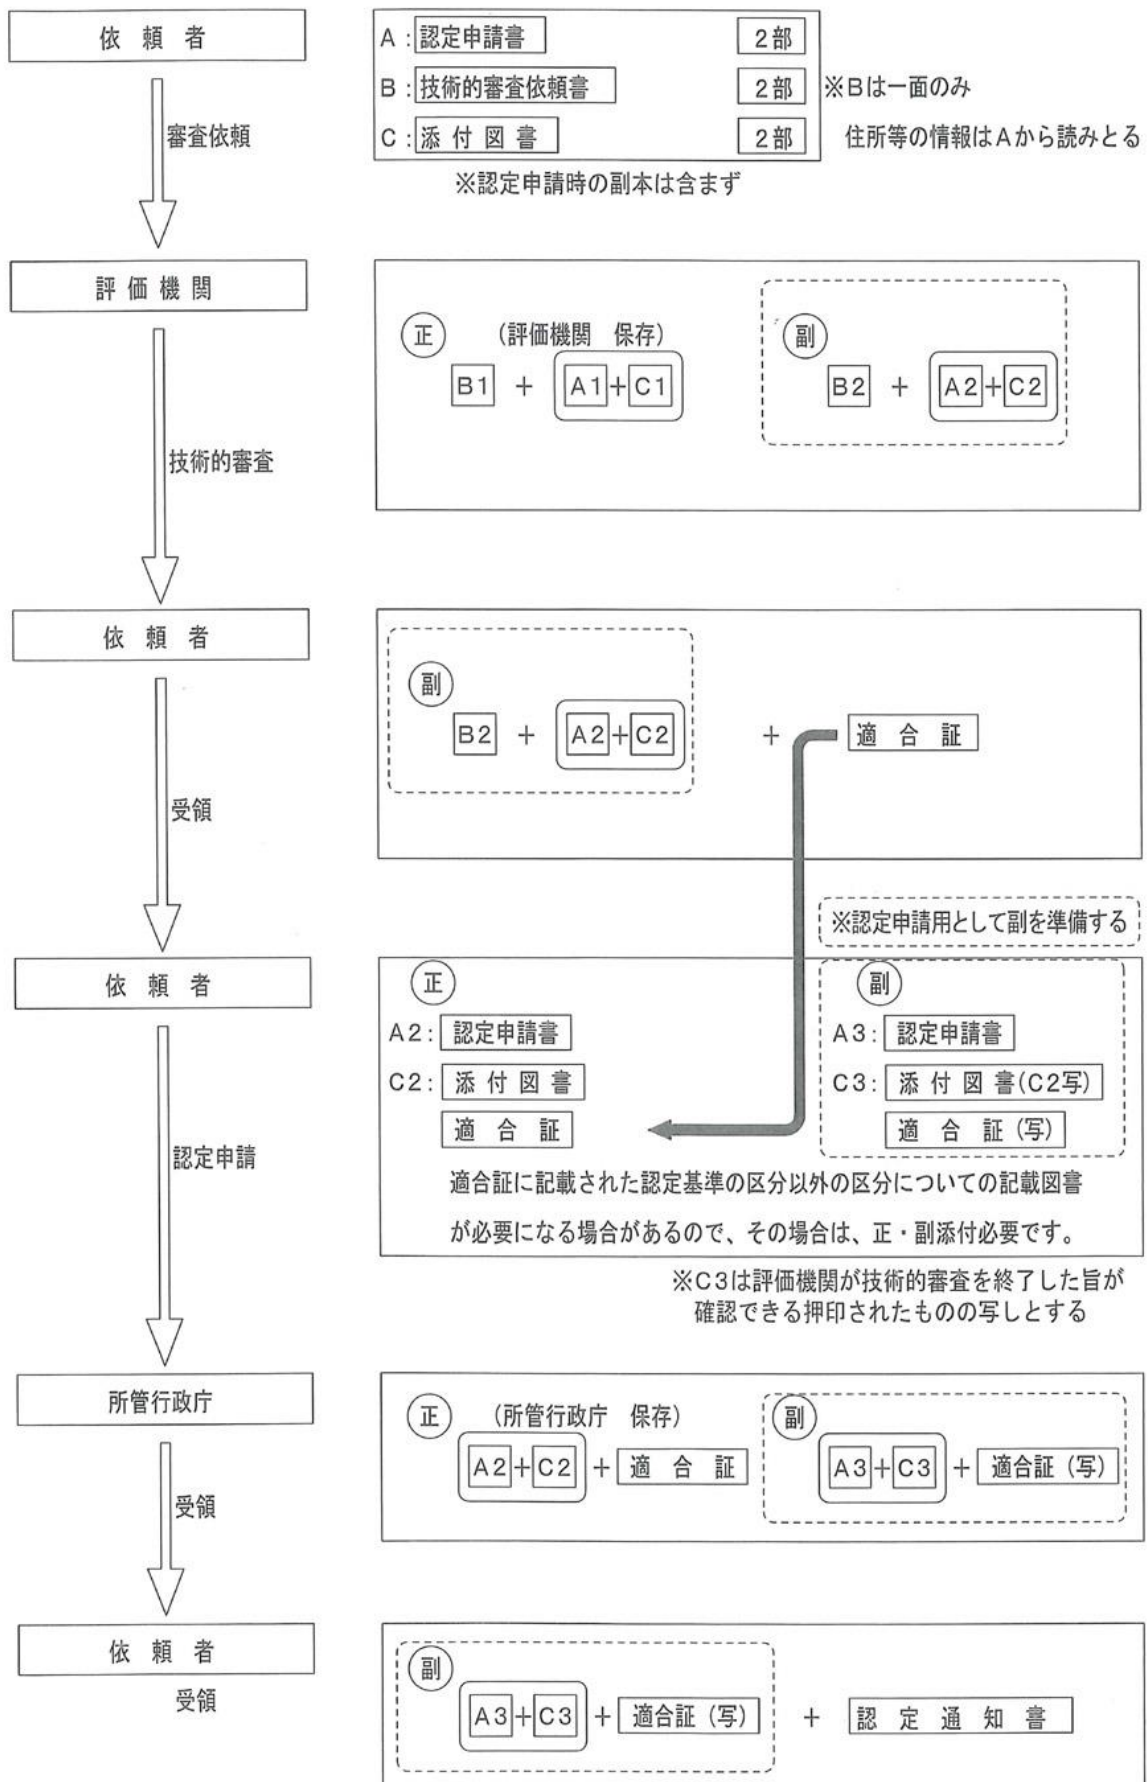 依頼者
A：認定申請書 2部
B：技術的審査依頼書 2部 ※Bは一面のみ
審査依頼
C：添付図書 2部 住所等の情報はAから読みとる
※認定申請時の副本は含まず
評価機関
正 （評価機関 保存） 副
B1 + A1+C1 B2 + A2+C2
技術的審査
依頼者
副
B2 + A2+C2 + 適合証
受領
※認定申請用として副を準備する
依頼者
正 副
A2：認定申請書 A3：認定申請書
C2：添付図書 C3：添付図書(C2写)
適合証 適合証(写)
認定申請
適合証に記載された認定基準の区分以外の区分についての記載図書
が必要になる場合があるので、その場合は、正・副添付必要です。
※C3は評価機関が技術的審査を終了した旨が
確認できる押印されたものの写しとする
所管行政庁
正 （所管行政庁 保存） 副
A2+C2 + 適合証 A3+C3 + 適合証（写）
受領
依頼者
受領
副
A3+C3 + 適合証（写） + 認定通知書